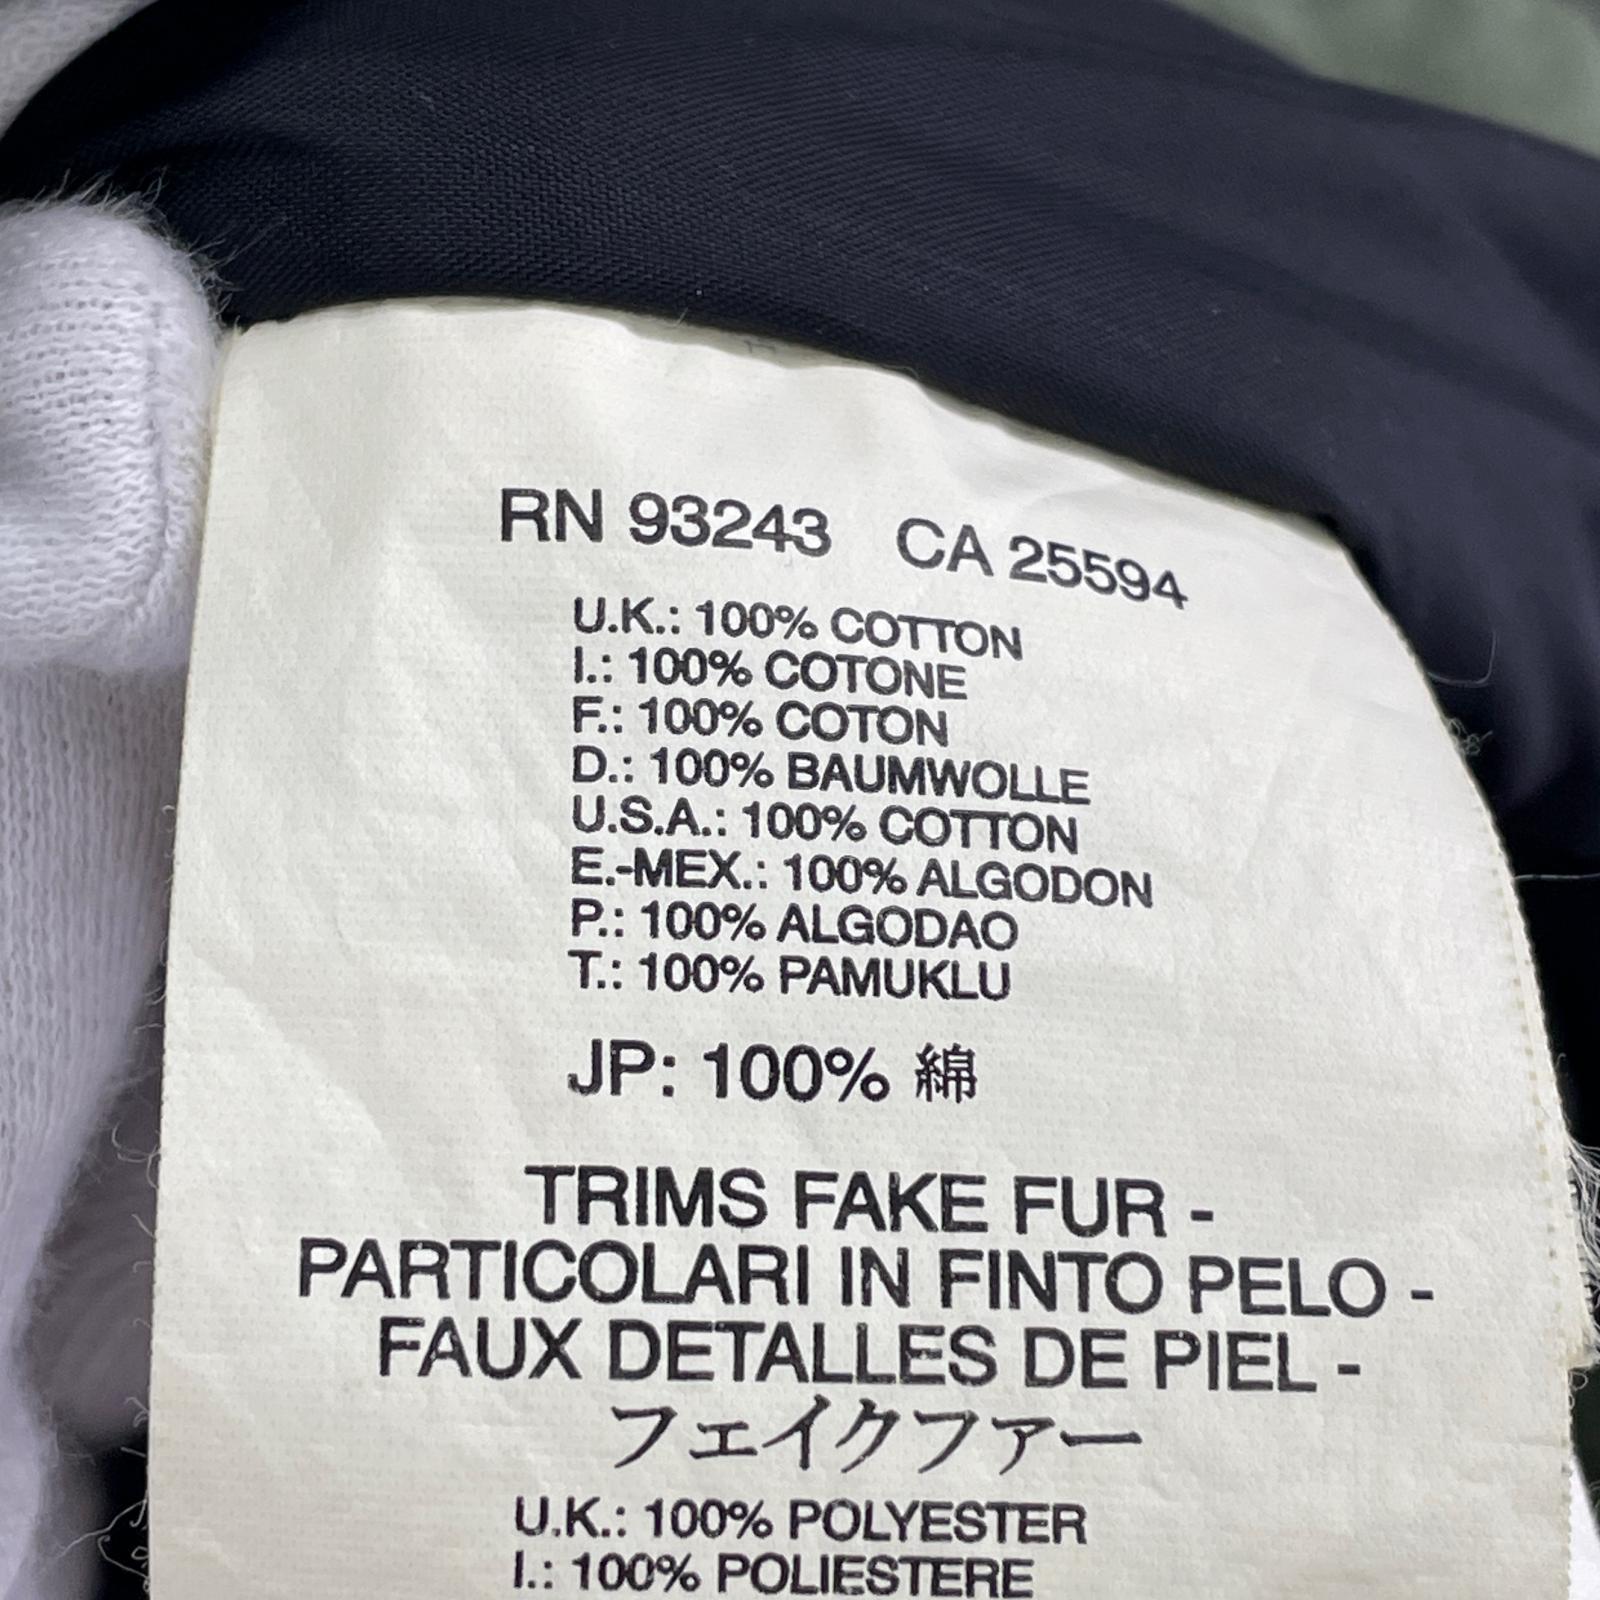 RN 93243 CA 25594
U.K.: 100% COTTON
I.: 100% COTONE
F.: 100% COTON
D.: 100% BAUMWOLLE
U.S.A.: 100% COTTON
E.-MEX.: 100% ALGODON
P.: 100% ALGODAO
T.: 100% PAMUKLU
JP: 100% 綿
TRIMS FAKE FUR -
PARTICOLARI IN FINTO PELO -
FAUX DETALLES DE PIEL -
フェイクファー
U.K.: 100% POLYESTER
I.: 100% POLIESTERE